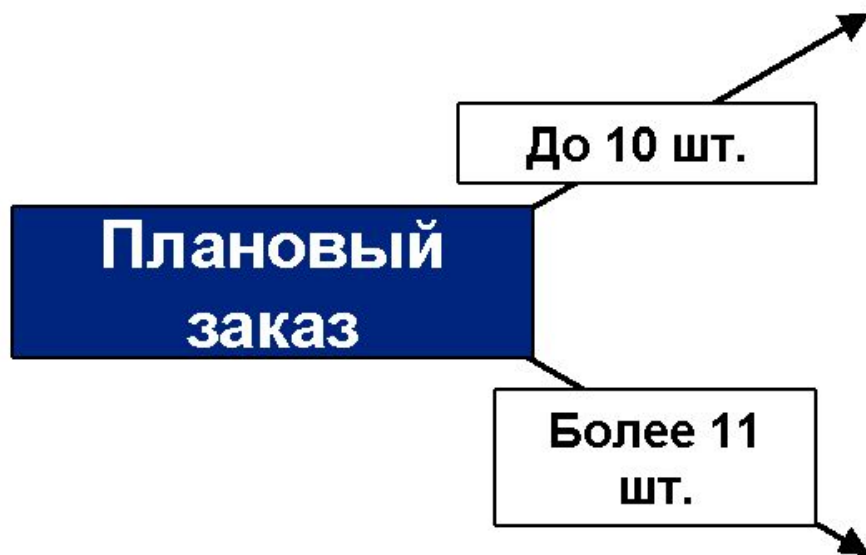 До 10 шт.
Плановый
заказ
Более 11
шт.